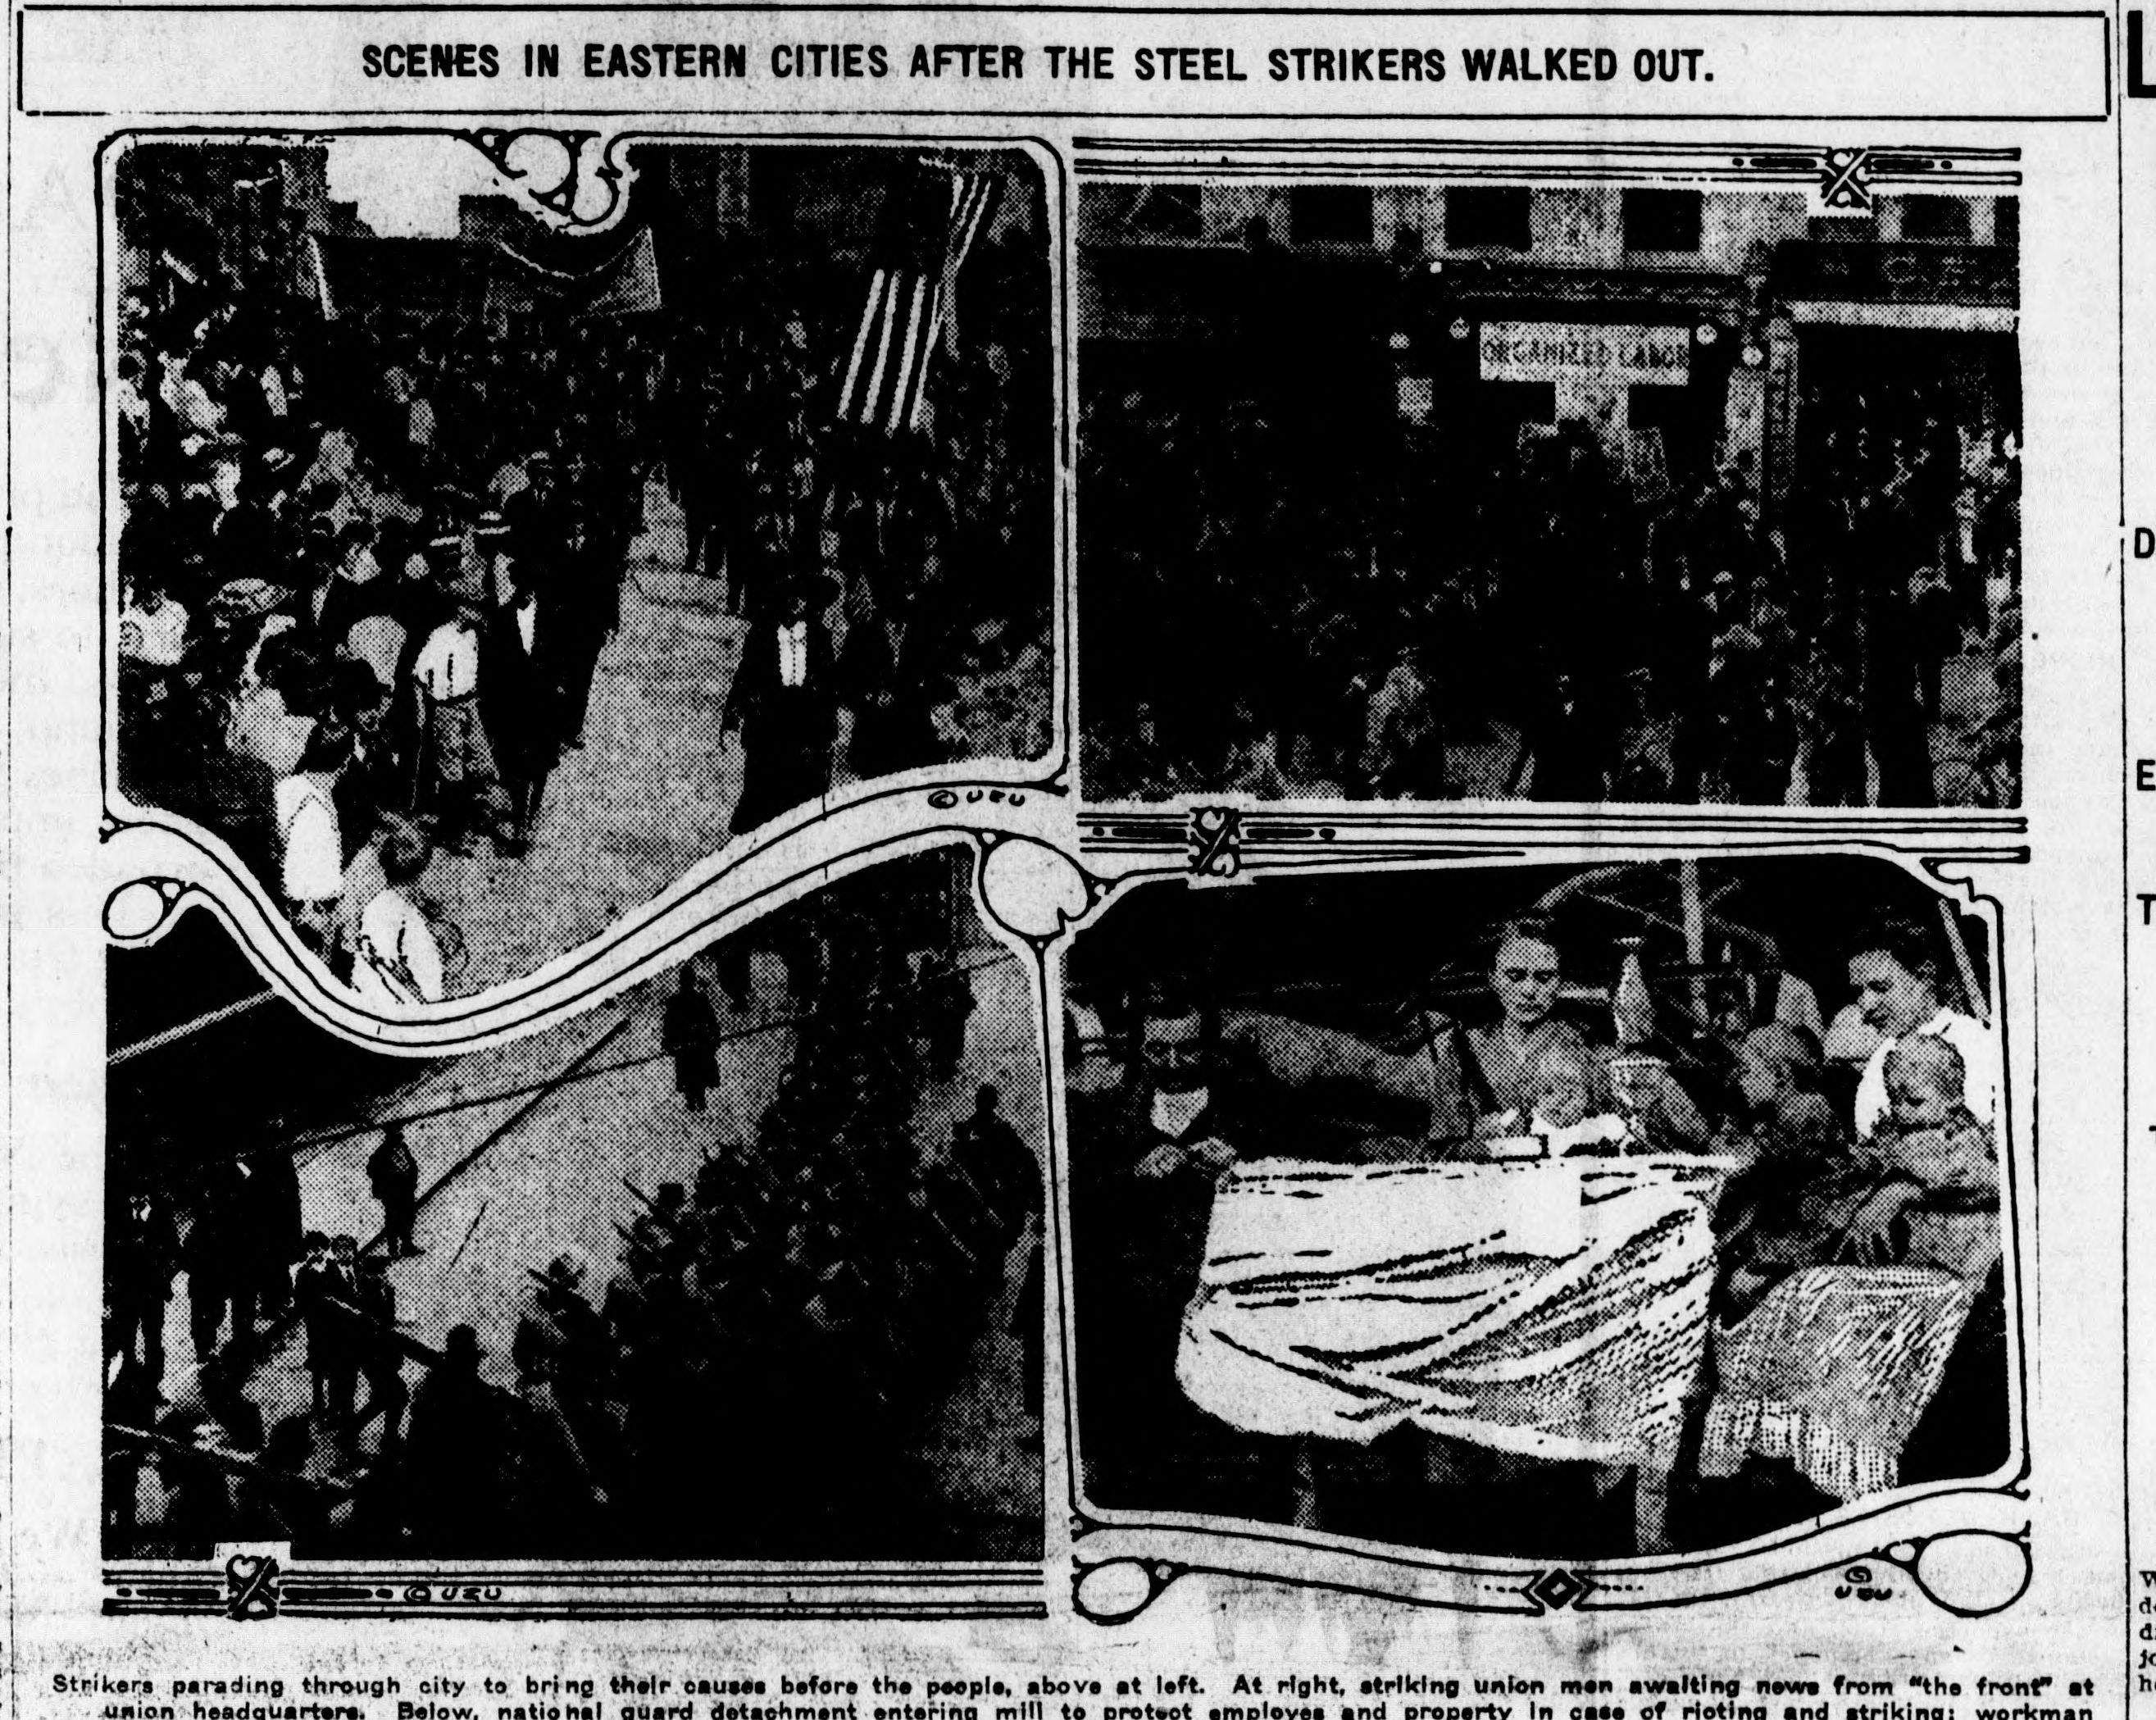 SCENES IN EASTERN CITIES AFTER THE STEEL STRIKERS WALKED OUT.
ORGANIZED LABOR
© U & U
© U & U
© U & U
Strikers parading through city to bring their causes before the people, above at left. At right, striking union men awaiting news from "the front" at
union headquarters. Below, national guard detachment entering mill to protect employes and property in case of rioting and striking; workman
L
D
E
T